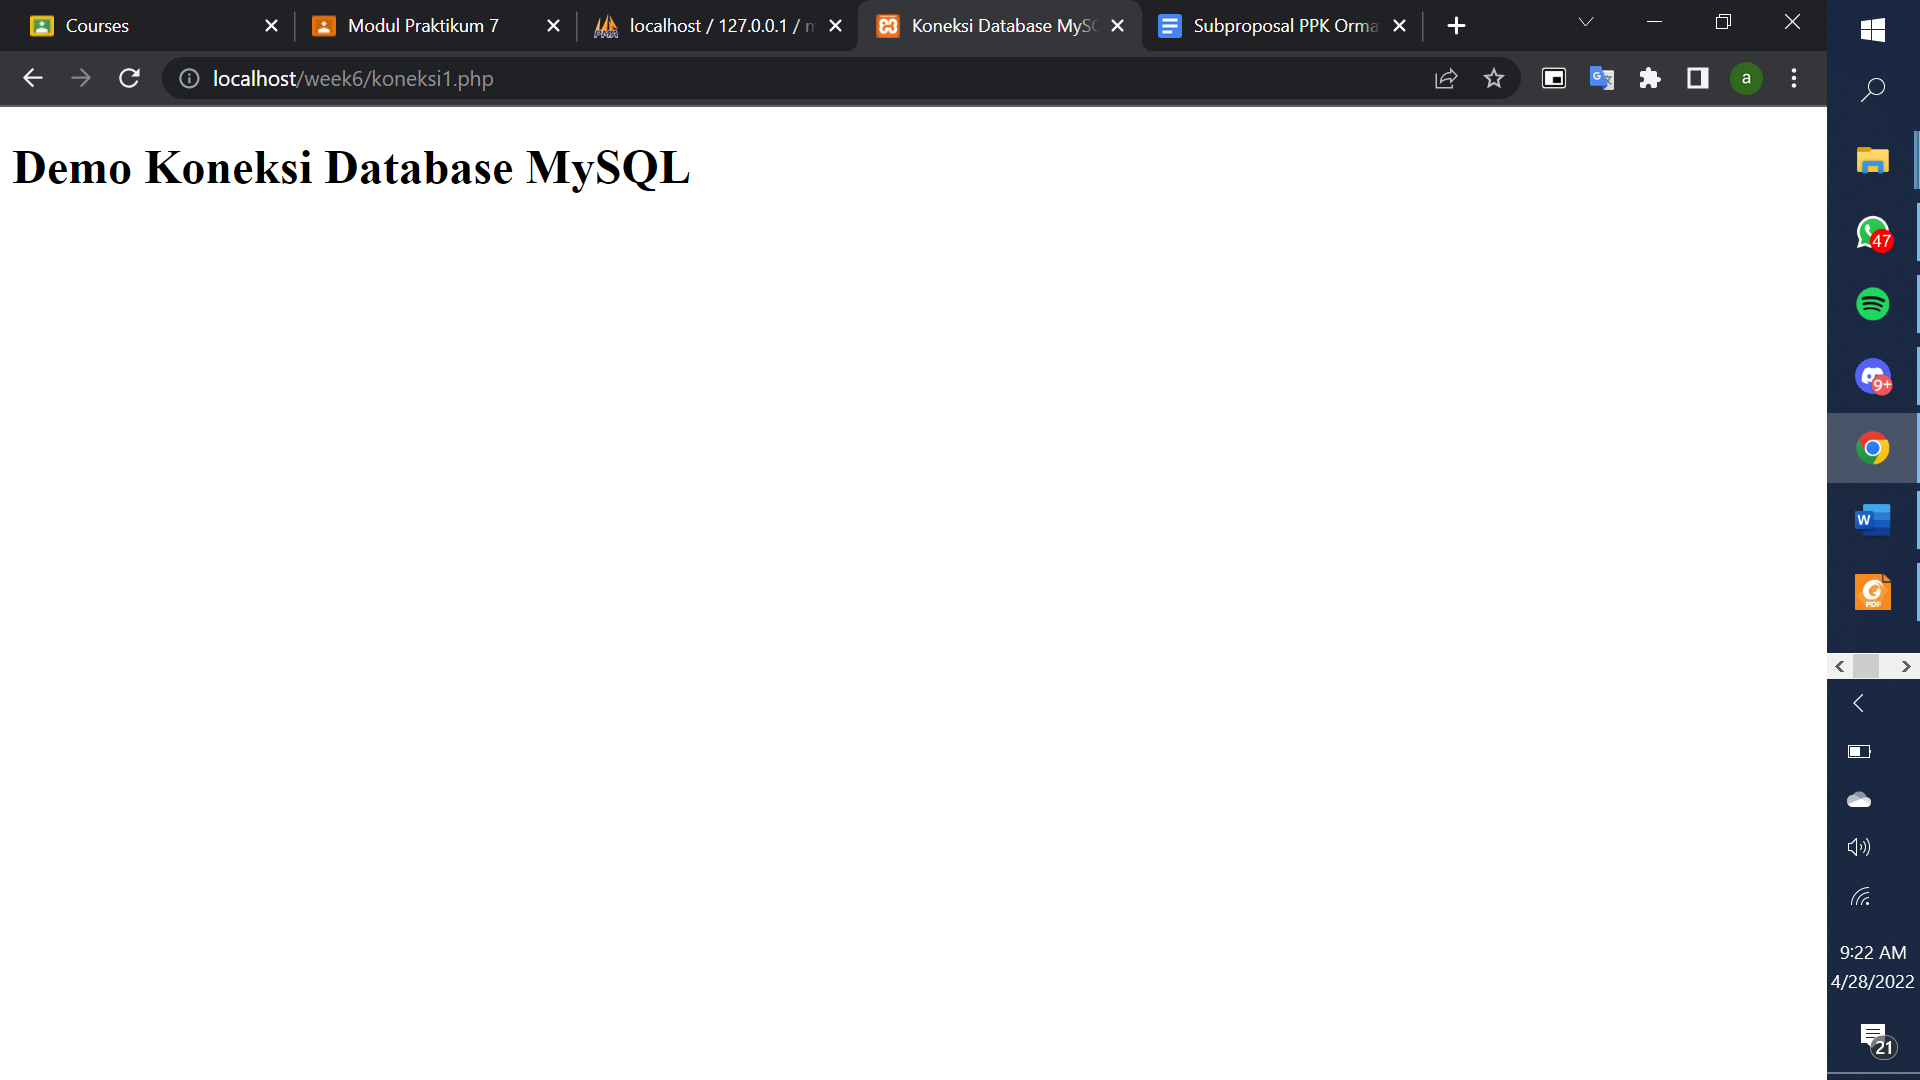 Courses
Modul Praktikum 7
localhost / 127.0.0.1 / m
Koneksi Database MyS
Subproposal PPK Orma
localhost/week6/koneksi1.php
a
Demo Koneksi Database MySQL
47
9+
W
PDF
9:22 AM
4/28/2022
21